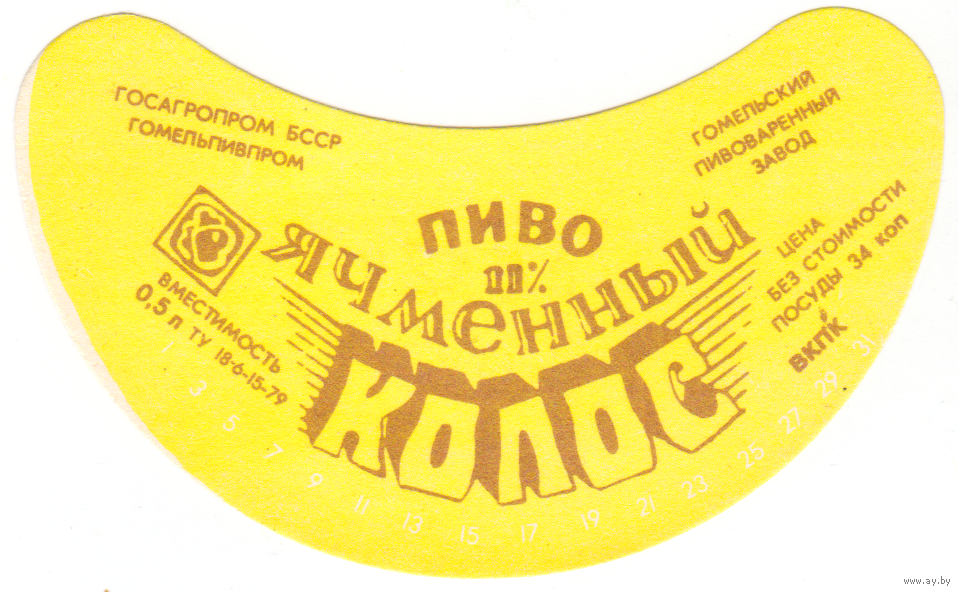 ГОСАГРОПРОМ БССР
ГОМЕЛЬПИВПРОМ
ГОМЕЛЬСКИЙ
ПИВОВАРЕННЫЙ
ЗАВОД
ПИВО
11%
ЯЧМЕННЫЙ
КОЛОС
ВМЕСТИМОСТЬ
0,5 л ТУ 18-6-15-79
ЦЕНА
БЕЗ СТОИМОСТИ
ПОСУДЫ 34 коп
ВКПК
1 3 5 7 9 11 13 15 17 19 21 23 25 27 29 31
www.ay.by